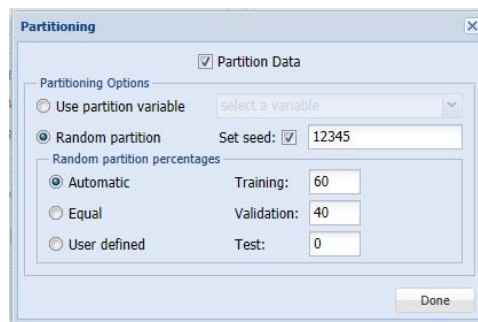 Partitioning
Partition Data
Partitioning Options
Use partition variable select a variable
Random partition Set seed: 12345
Random partition percentages
Automatic Training: 60
Equal Validation: 40
User defined Test: 0
Done